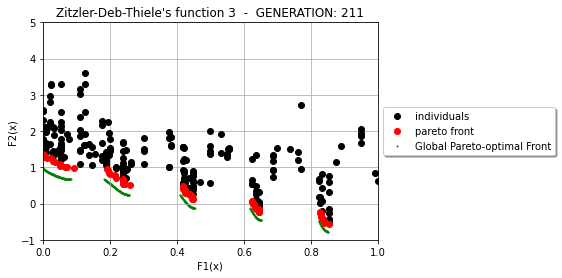 Zitzler-Deb-Thiele's function 3 - GENERATION: 211
5
4
3
2
1
0
−1
F2(x)
0.0 0.2 0.4 0.6 0.8 1.0
F1(x)
individuals
pareto front
Global Pareto-optimal Front